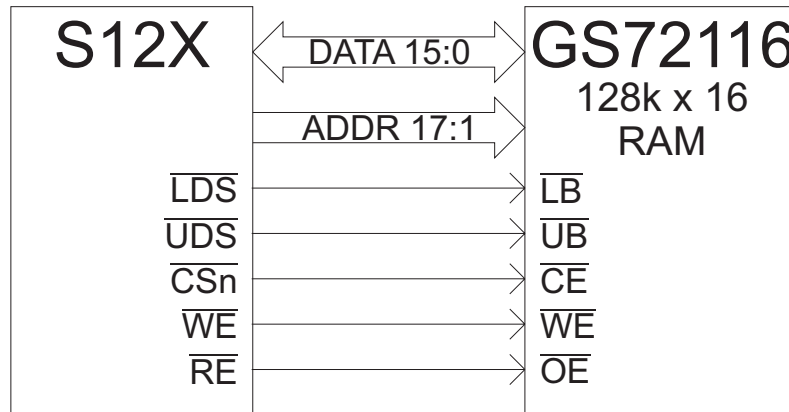 S12X
DATA 15:0
GS72116
128k x 16
RAM
ADDR 17:1
LDS
LB
UDS
UB
CSn
CE
WE
WE
RE
OE